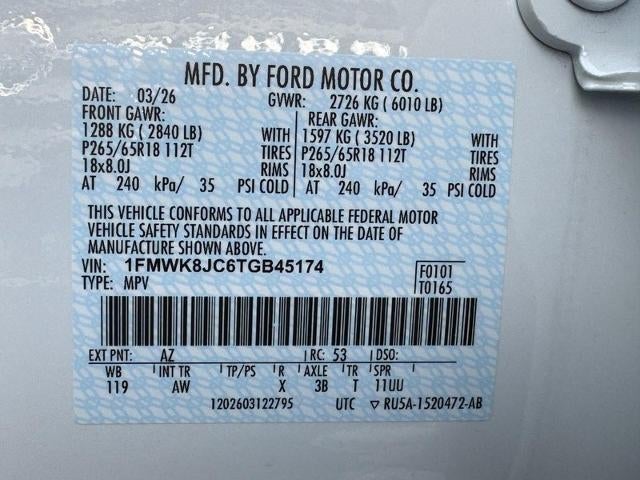 MFD. BY FORD MOTOR CO.
DATE: 03/26 GVWR: 2726 KG ( 6010 LB)
FRONT GAWR: REAR GAWR:
1288 KG ( 2840 LB) WITH 1597 KG ( 3520 LB) WITH
P265/65R18 112T TIRES P265/65R18 112T TIRES
18x8.0J RIMS 18x8.0J RIMS
AT 240 kPa/ 35 PSI COLD AT 240 kPa/ 35 PSI COLD
THIS VEHICLE CONFORMS TO ALL APPLICABLE FEDERAL MOTOR
VEHICLE SAFETY STANDARDS IN EFFECT ON THE DATE OF
MANUFACTURE SHOWN ABOVE.
VIN: 1FMWK8JC6TGB45174 F0101
TYPE: MPV T0165
EXT PNT: AZ RC: 53 DSO:
WB INT TR TP/PS R AXLE TR SPR
119 AW X 3B T 11UU
1202603122795 UTC ▽ RU5A-1520472-AB